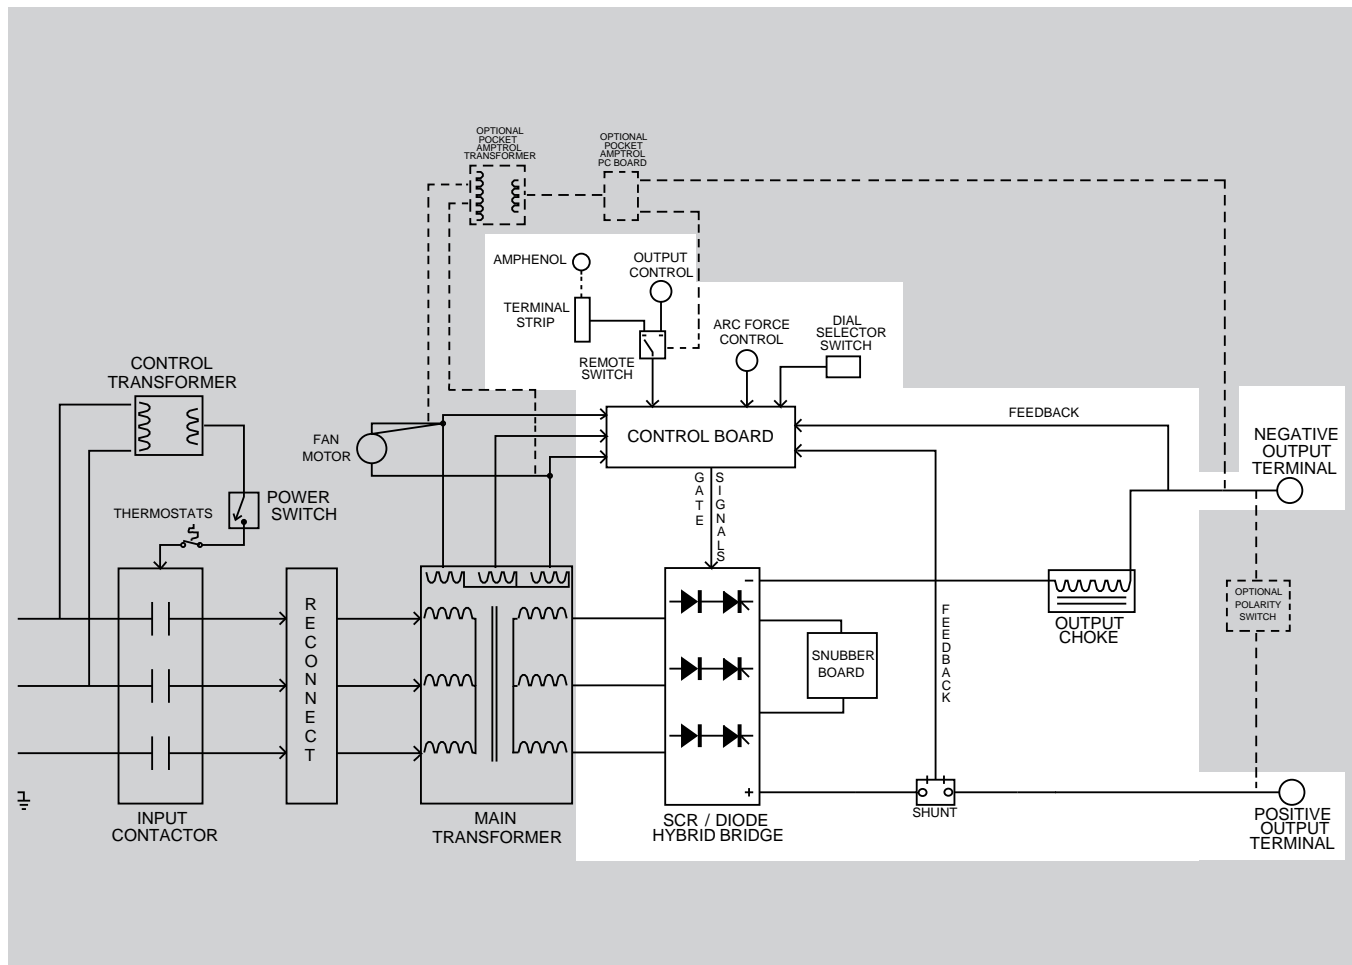 OPTIONAL
POCKET
AMPTROL
TRANSFORMER
OPTIONAL
POCKET
AMPTROL
PC BOARD
AMPHENOL
OUTPUT
CONTROL
TERMINAL
STRIP
REMOTE
SWITCH
ARC FORCE
CONTROL
DIAL
SELECTOR
SWITCH
CONTROL
TRANSFORMER
FAN
MOTOR
CONTROL BOARD
FEEDBACK
NEGATIVE
OUTPUT
TERMINAL
POWER
SWITCH
THERMOSTATS
GATE
SIGNALS
RECONNECT
-
+
SNUBBER
BOARD
FEEDBACK
OUTPUT
CHOKE
OPTIONAL
POLARITY
SWITCH
INPUT
CONTACTOR
MAIN
TRANSFORMER
SCR / DIODE
HYBRID BRIDGE
SHUNT
POSITIVE
OUTPUT
TERMINAL